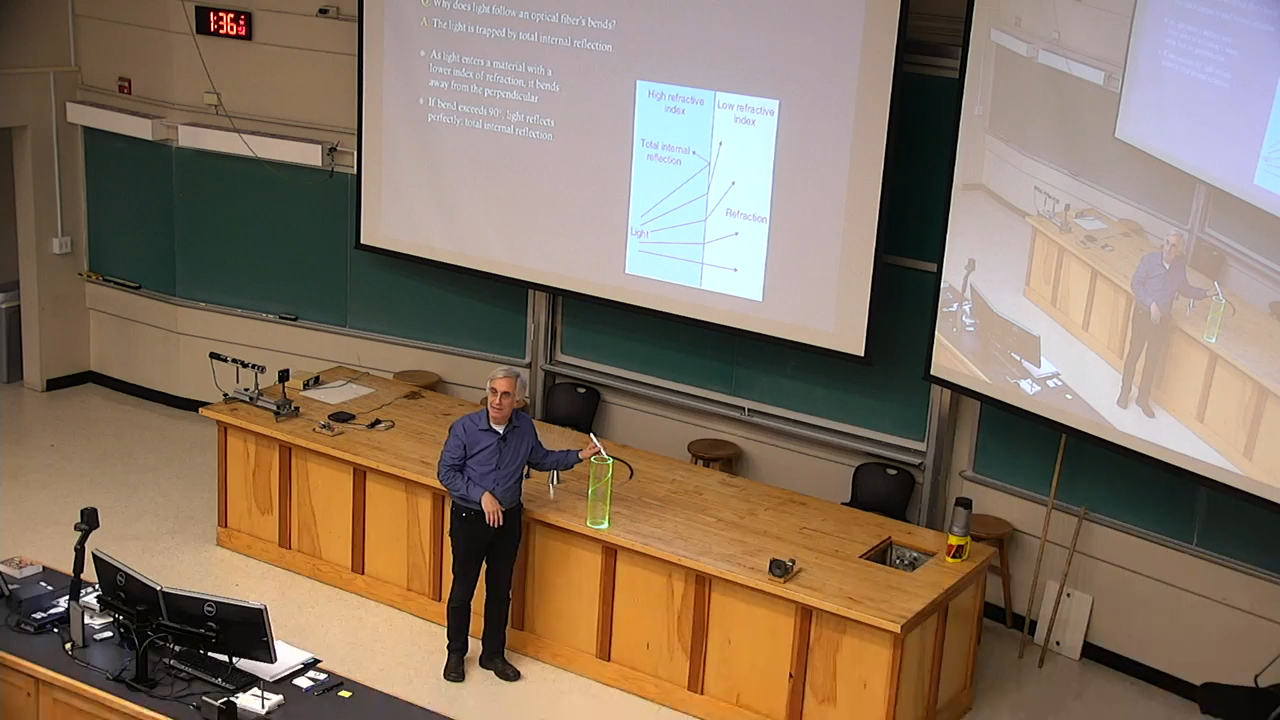 1:36
Q: Why does light follow an optical fiber's bends?
A: The light is trapped by total internal reflection.
As light enters a material with a
lower index of refraction, it bends
away from the perpendicular
If bend exceeds 90°, light reflects
perfectly: total internal reflection.
High refractive
index
Low refractive
index
Total internal
reflection
Refraction
Light
DELL
DELL